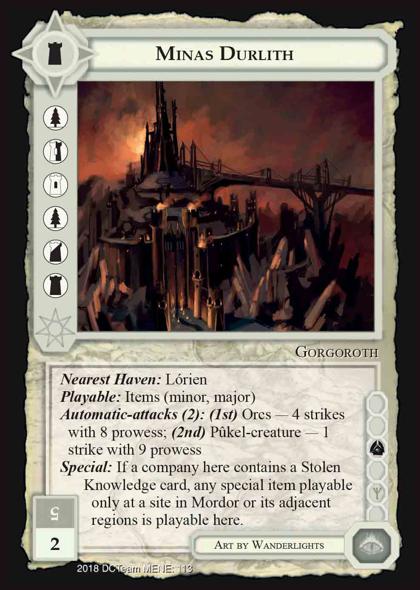 Minas Durlith
Gorgoroth
Nearest Haven: Lórien
Playable: Items (minor, major)
Automatic-attacks (2): (1st) Orcs — 4 strikes
with 8 prowess; (2nd) Pûkel-creature — 1
strike with 9 prowess
Special: If a company here contains a Stolen
Knowledge card, any special item playable
only at a site in Mordor or its adjacent
regions is playable here.
5
2
Art by Wanderlights
2018 DCTeam MENE: 113